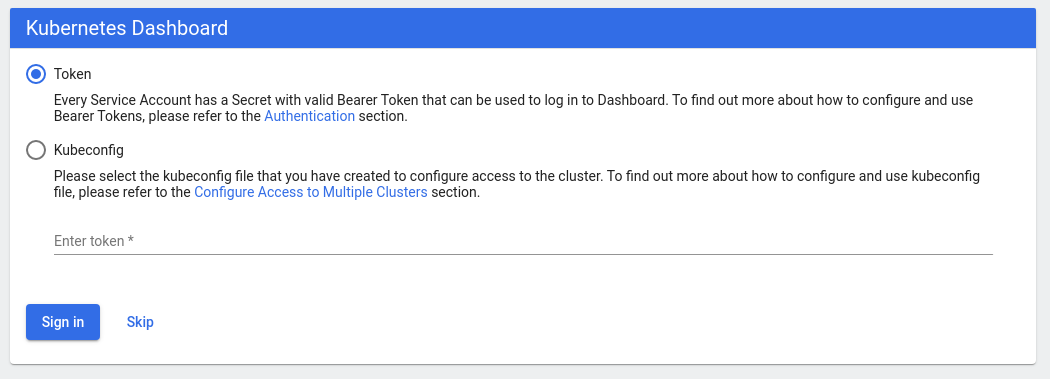 Kubernetes Dashboard
Token
Every Service Account has a Secret with valid Bearer Token that can be used to log in to Dashboard. To find out more about how to configure and use
Bearer Tokens, please refer to the Authentication section.
Kubeconfig
Please select the kubeconfig file that you have created to configure access to the cluster. To find out more about how to configure and use kubeconfig
file, please refer to the Configure Access to Multiple Clusters section.
Enter token *
Sign in Skip